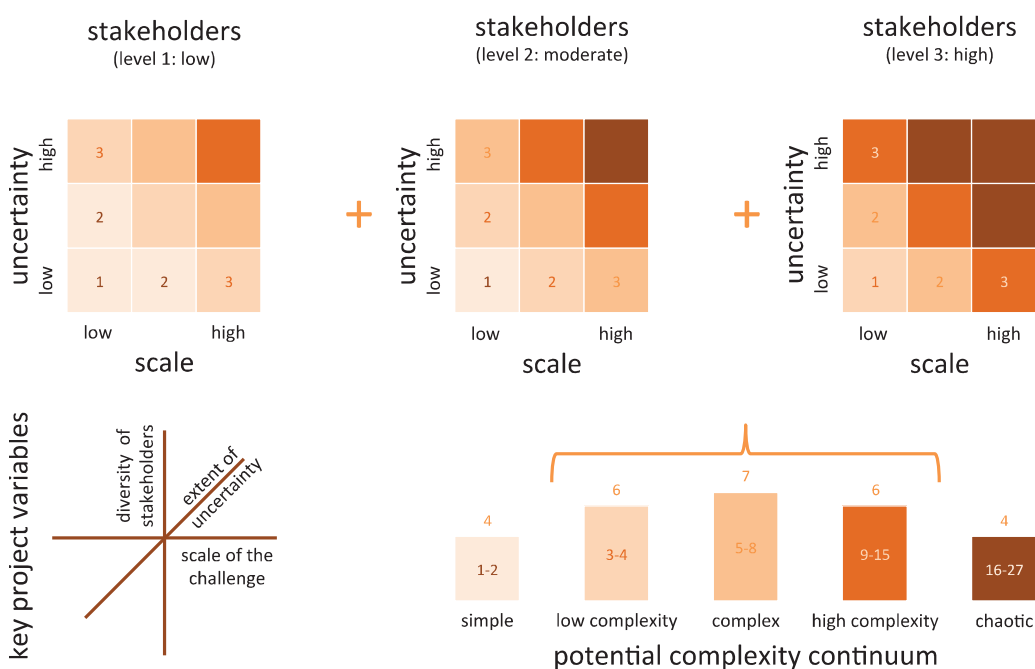 stakeholders
(level 1: low)
uncertainty
high
low
3
2
1 2 3
low high
scale
+
stakeholders
(level 2: moderate)
uncertainty
high
low
3
2
1 2 3
low high
scale
+
stakeholders
(level 3: high)
uncertainty
high
low
3
2
1 2 3
low high
scale
key project variables
diversity of
stakeholders
extent of
uncertainty
scale of the
challenge
4 6 7 6 4
1-2 3-4 5-8 9-15 16-27
simple low complexity complex high complexity chaotic
potential complexity continuum